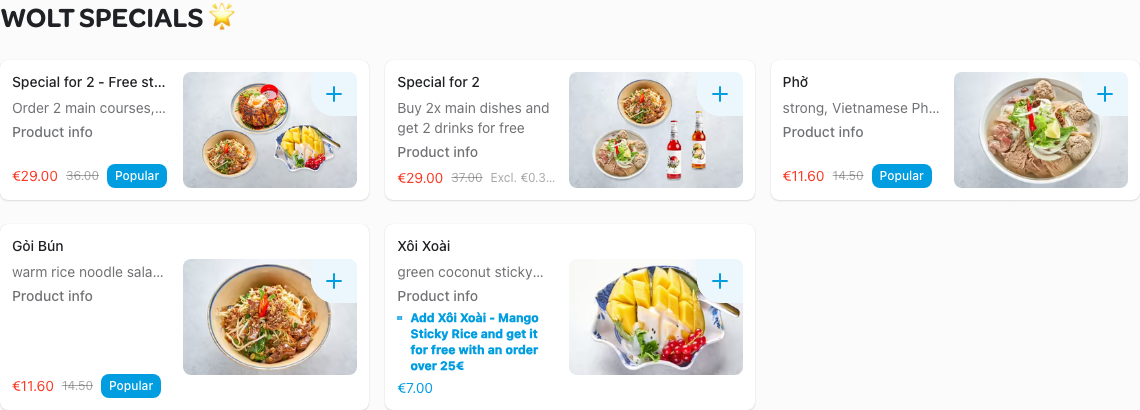 WOLT SPECIALS 🌟
Special for 2 - Free st...
Order 2 main courses,...
Product info
€29.00 36.00 Popular
Special for 2
Buy 2x main dishes and
get 2 drinks for free
Product info
€29.00 37.00 Excl. €0.3...
Phở
strong, Vietnamese Ph...
Product info
€11.60 14.50 Popular
Gỏi Bún
warm rice noodle sala...
Product info
€11.60 14.50 Popular
Xôi Xoài
green coconut sticky...
Product info
Add Xôi Xoài - Mango
Sticky Rice and get it
for free with an order
over 25€
€7.00